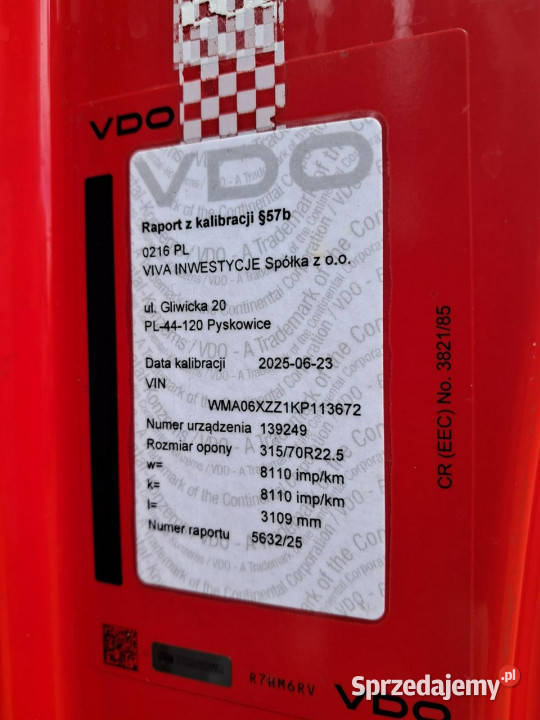 VDO
VDO
Raport z kalibracji §57b
0216 PL
VIVA INWESTYCJE Spółka z o.o.
ul. Gliwicka 20
PL-44-120 Pyskowice
Data kalibracji 2025-06-23
VIN
WMA06XZZ1KP113672
Numer urządzenia 139249
Rozmiar opony 315/70R22.5
w= 8110 imp/km
k= 8110 imp/km
l= 3109 mm
Numer raportu 5632/25
CR (EEC) No. 3821/85
R7HM6RV
VDO
Sprzedajemy.pl